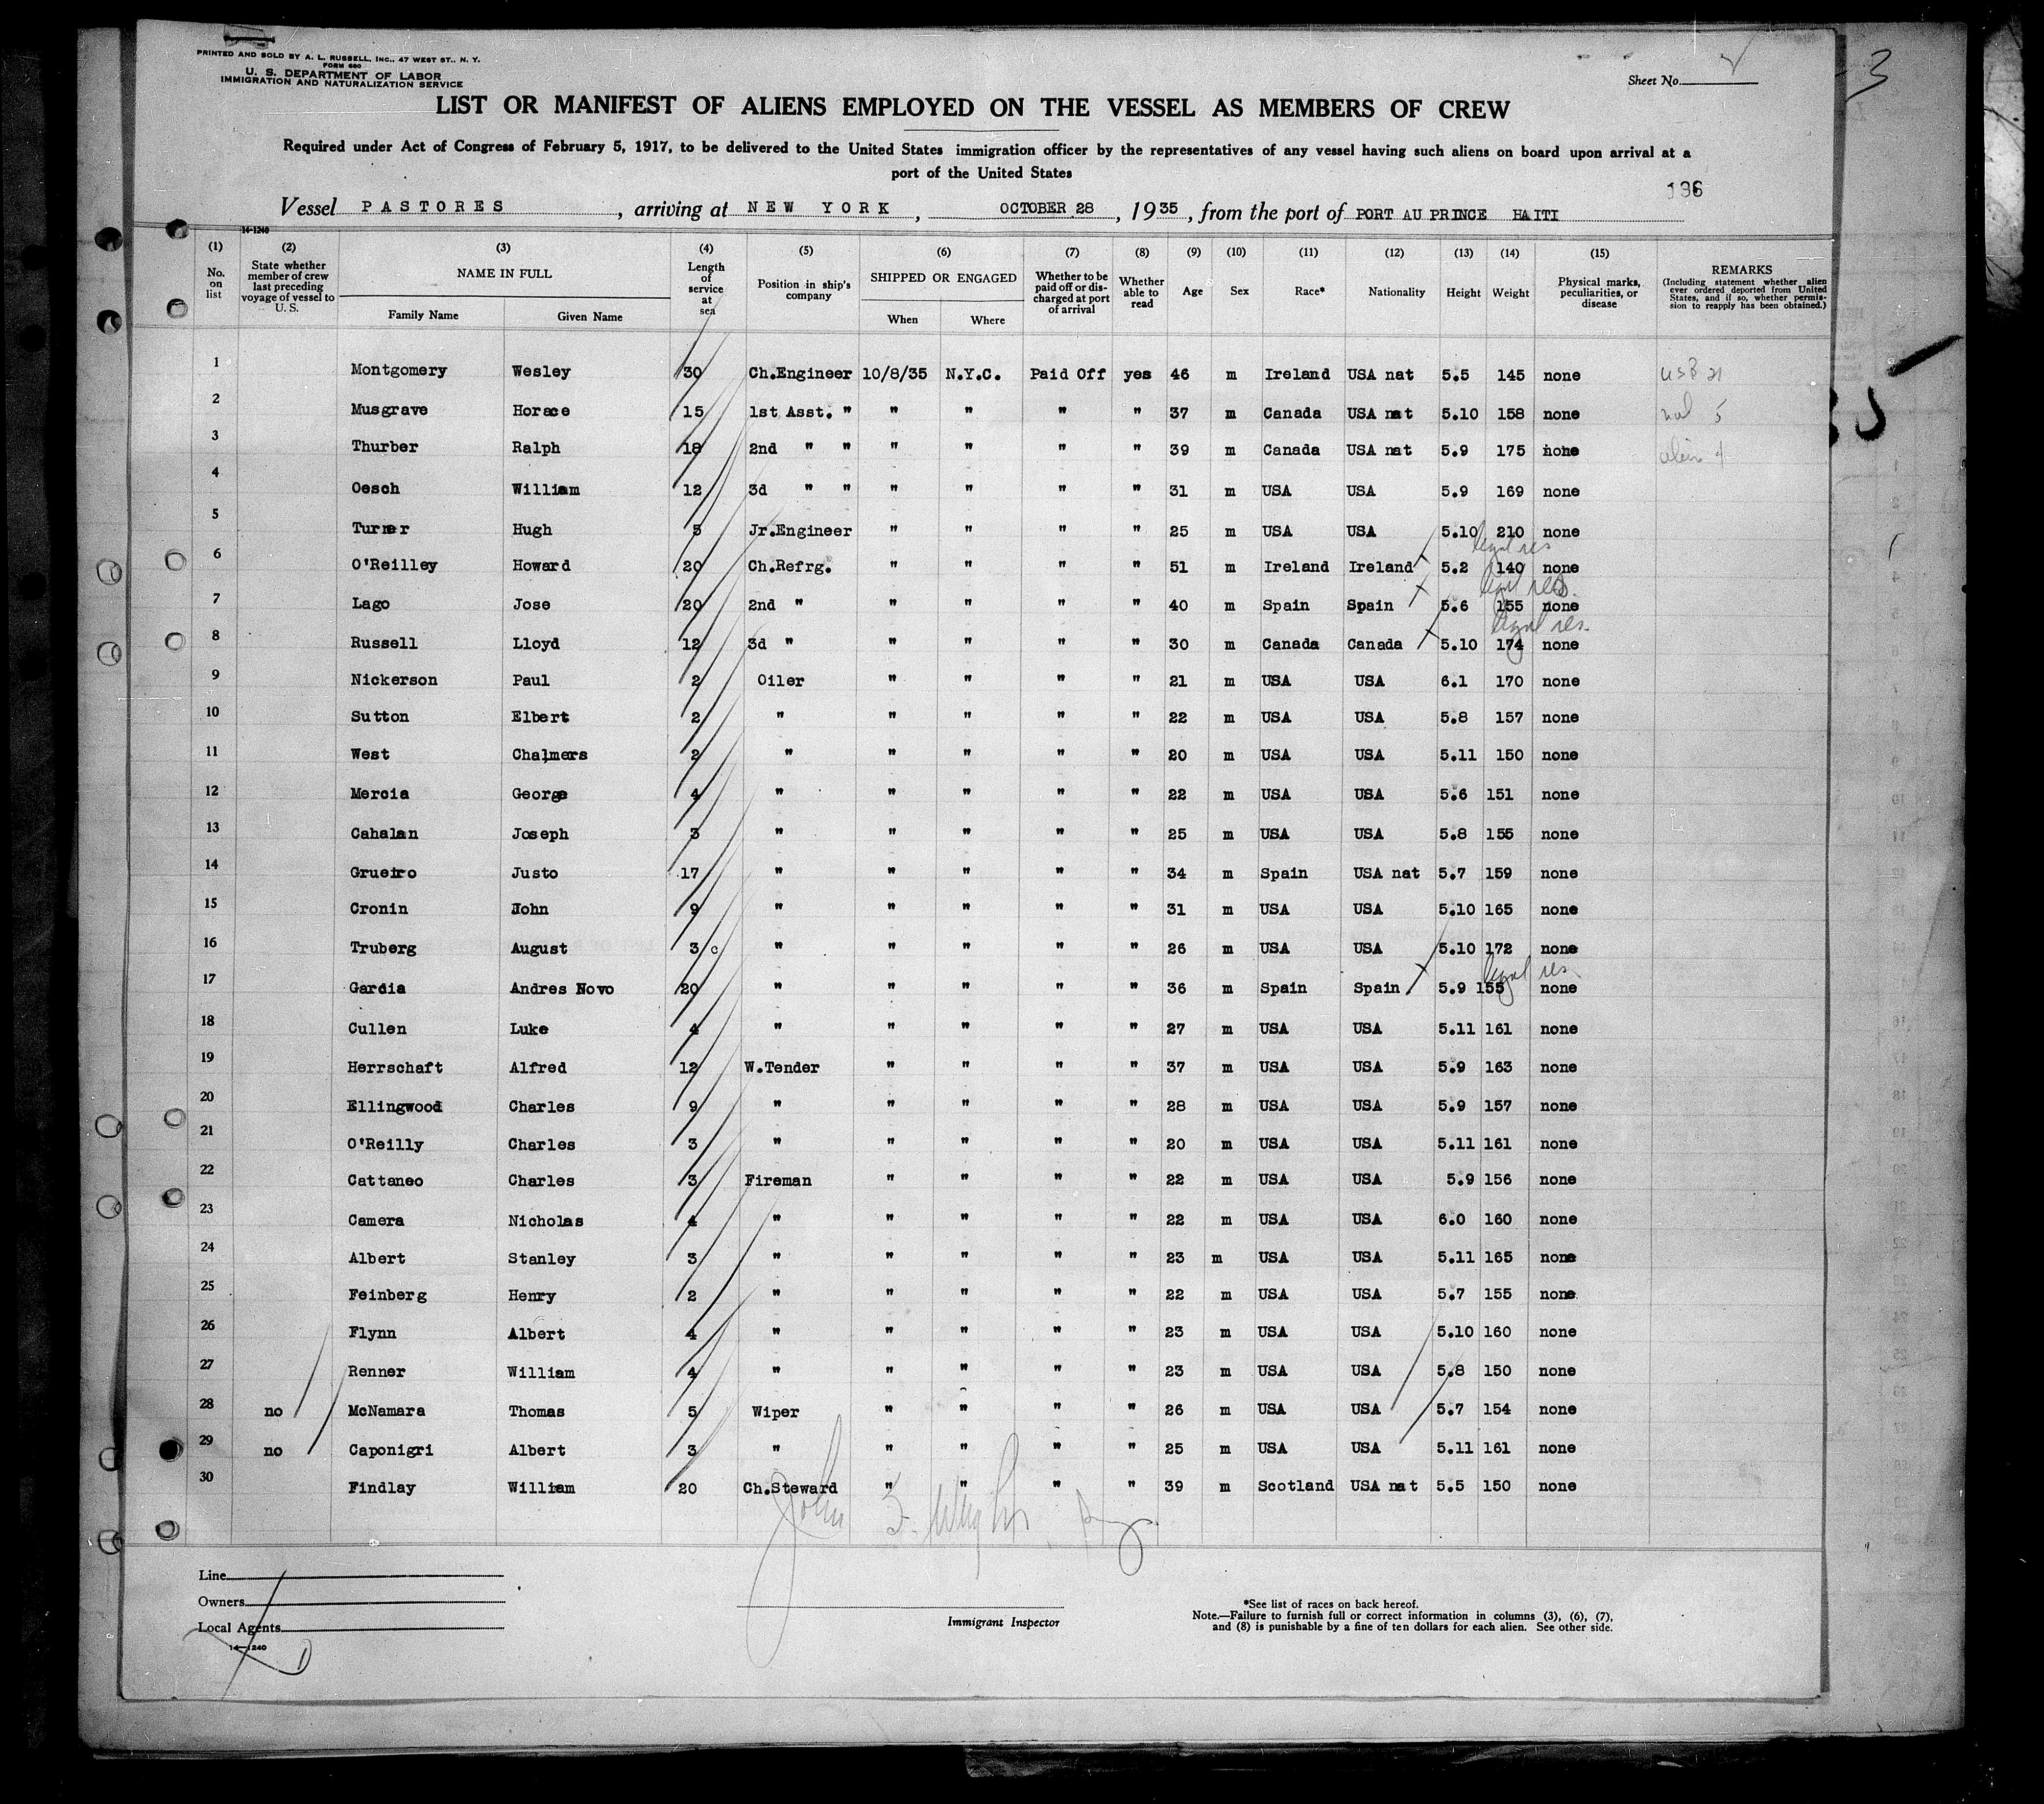 PRINTED AND SOLD BY A. L. RUSSELL, INC., 47 WEST ST., N. Y.
FORM 680
U. S. DEPARTMENT OF LABOR
IMMIGRATION AND NATURALIZATION SERVICE
Sheet No.
3
LIST OR MANIFEST OF ALIENS EMPLOYED ON THE VESSEL AS MEMBERS OF CREW
Required under Act of Congress of February 5, 1917, to be delivered to the United States immigration officer by the representatives of any vessel having such aliens on board upon arrival at a
port of the United States
136
Vessel PASTORES, arriving at NEW YORK, OCTOBER 28, 1935, from the port of PORT AU PRINCE HAITI
14-1240
(1) No. on list (2) State whether member of crew last preceding voyage of vessel to U. S. (3) NAME IN FULL Family Name Given Name (4) Length of service at sea (5) Position in ship's company (6) SHIPPED OR ENGAGED When Where (7) Whether to be paid off or discharged at port of arrival (8) Whether able to read (9) Age (10) Sex (11) Race* (12) Nationality (13) Height (14) Weight (15) Physical marks, peculiarities, or disease REMARKS (Including statement whether alien ever ordered deported from United States, and if so, whether permission to reapply has been obtained.)
1 Montgomery Wesley 30 Ch.Engineer 10/8/35 N.Y.C. Paid Off yes 46 m Ireland USA nat 5.5 145 none
2 Musgrave Horace 15 1st Asst. " " " " " 37 m Canada USA nat 5.10 158 none
3 Thurber Ralph 18 2nd " " " " " " 39 m Canada USA nat 5.9 175 none
4 Oesch William 12 3d " " " " " " 31 m USA USA 5.9 169 none
5 Turner Hugh 5 Jr.Engineer " " " " 25 m USA USA 5.10 210 none
6 O'Reilley Howard 20 Ch.Refrg. " " " " 51 m Ireland Ireland 5.2 140 none legal res
7 Lago Jose 20 2nd " " " " " 40 m Spain Spain 5.6 155 none legal res.
8 Russell Lloyd 12 3d " " " " " 30 m Canada Canada 5.10 174 none legal res.
9 Nickerson Paul 2 Oiler " " " " 21 m USA USA 6.1 170 none
10 Sutton Elbert 2 " " " " " 22 m USA USA 5.8 157 none
11 West Chalmers 2 " " " " " 20 m USA USA 5.11 150 none
12 Mercia George 4 " " " " " 22 m USA USA 5.6 151 none
13 Cahalan Joseph 3 " " " " " 25 m USA USA 5.8 155 none
14 Grueiro Justo 17 " " " " " 34 m Spain USA nat 5.7 159 none
15 Cronin John 9 " " " " " 31 m USA USA 5.10 165 none
16 Truberg August 3 c " " " " " 26 m USA USA 5.10 172 none
17 Gardia Andres Novo 20 " " " " " 36 m Spain Spain 5.9 155 none legal res
18 Cullen Luke 4 " " " " " 27 m USA USA 5.11 161 none
19 Herrschaft Alfred 12 W.Tender " " " " 37 m USA USA 5.9 163 none
20 Ellingwood Charles 9 " " " " " 28 m USA USA 5.9 157 none
21 O'Reilly Charles 3 " " " " " 20 m USA USA 5.11 161 none
22 Cattaneo Charles 3 Fireman " " " " 22 m USA USA 5.9 156 none
23 Camera Nicholas 4 " " " " " 22 m USA USA 6.0 160 none
24 Albert Stanley 3 " " " " " 23 m USA USA 5.11 165 none
25 Feinberg Henry 2 " " " " " 22 m USA USA 5.7 155 none
26 Flynn Albert 4 " " " " " 23 m USA USA 5.10 160 none
27 Renner William 4 " " " " " 23 m USA USA 5.8 150 none
28 no McNamara Thomas 5 Wiper " " " " 26 m USA USA 5.7 154 none
29 no Caponigri Albert 3 " " " " " 25 m USA USA 5.11 161 none
30 Findlay William 20 Ch.Steward " " " " 39 m Scotland USA nat 5.5 150 none
John
Line
Owners
Local Agents
14-1240
Immigrant Inspector
*See list of races on back hereof.
Note.—Failure to furnish full or correct information in columns (3), (6), (7),
and (8) is punishable by a fine of ten dollars for each alien. See other side.